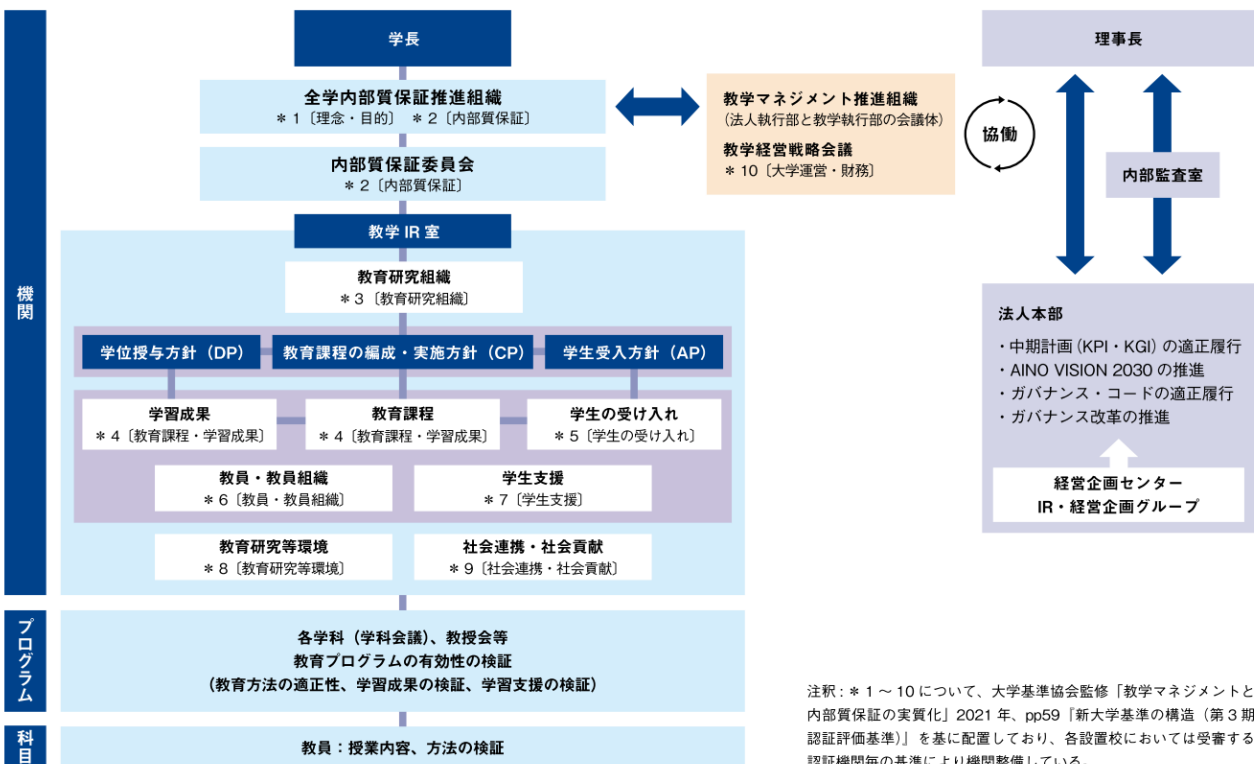 学長
理事長
全学内部質保証推進組織
＊1〔理念・目的〕 ＊2〔内部質保証〕
教学マネジメント推進組織
（法人執行部と教学執行部の会議体）
教学経営戦略会議
＊10〔大学運営・財務〕
協働
内部質保証委員会
＊2〔内部質保証〕
内部監査室
機関
教学 IR 室
教育研究組織
＊3〔教育研究組織〕
学位授与方針（DP）
教育課程の編成・実施方針（CP）
学生受入方針（AP）
学習成果
＊4〔教育課程・学習成果〕
教育課程
＊4〔教育課程・学習成果〕
学生の受け入れ
＊5〔学生の受け入れ〕
教員・教員組織
＊6〔教員・教員組織〕
学生支援
＊7〔学生支援〕
教育研究等環境
＊8〔教育研究等環境〕
社会連携・社会貢献
＊9〔社会連携・社会貢献〕
法人本部
・中期計画（KPI・KGI）の適正履行
・AINO VISION 2030 の推進
・ガバナンス・コードの適正履行
・ガバナンス改革の推進
経営企画センター
IR・経営企画グループ
プログラム
各学科（学科会議）、教授会等
教育プログラムの有効性の検証
（教育方法の適正性、学習成果の検証、学習支援の検証）
科目
教員：授業内容、方法の検証
注釈：＊1～10 について、大学基準協会監修「教学マネジメントと
内部質保証の実質化」2021 年、pp59『新大学基準の構造（第 3 期
認証評価基準）』を基に配置しており、各設置校においては受審する
認証機関毎の基準により機関整備している。